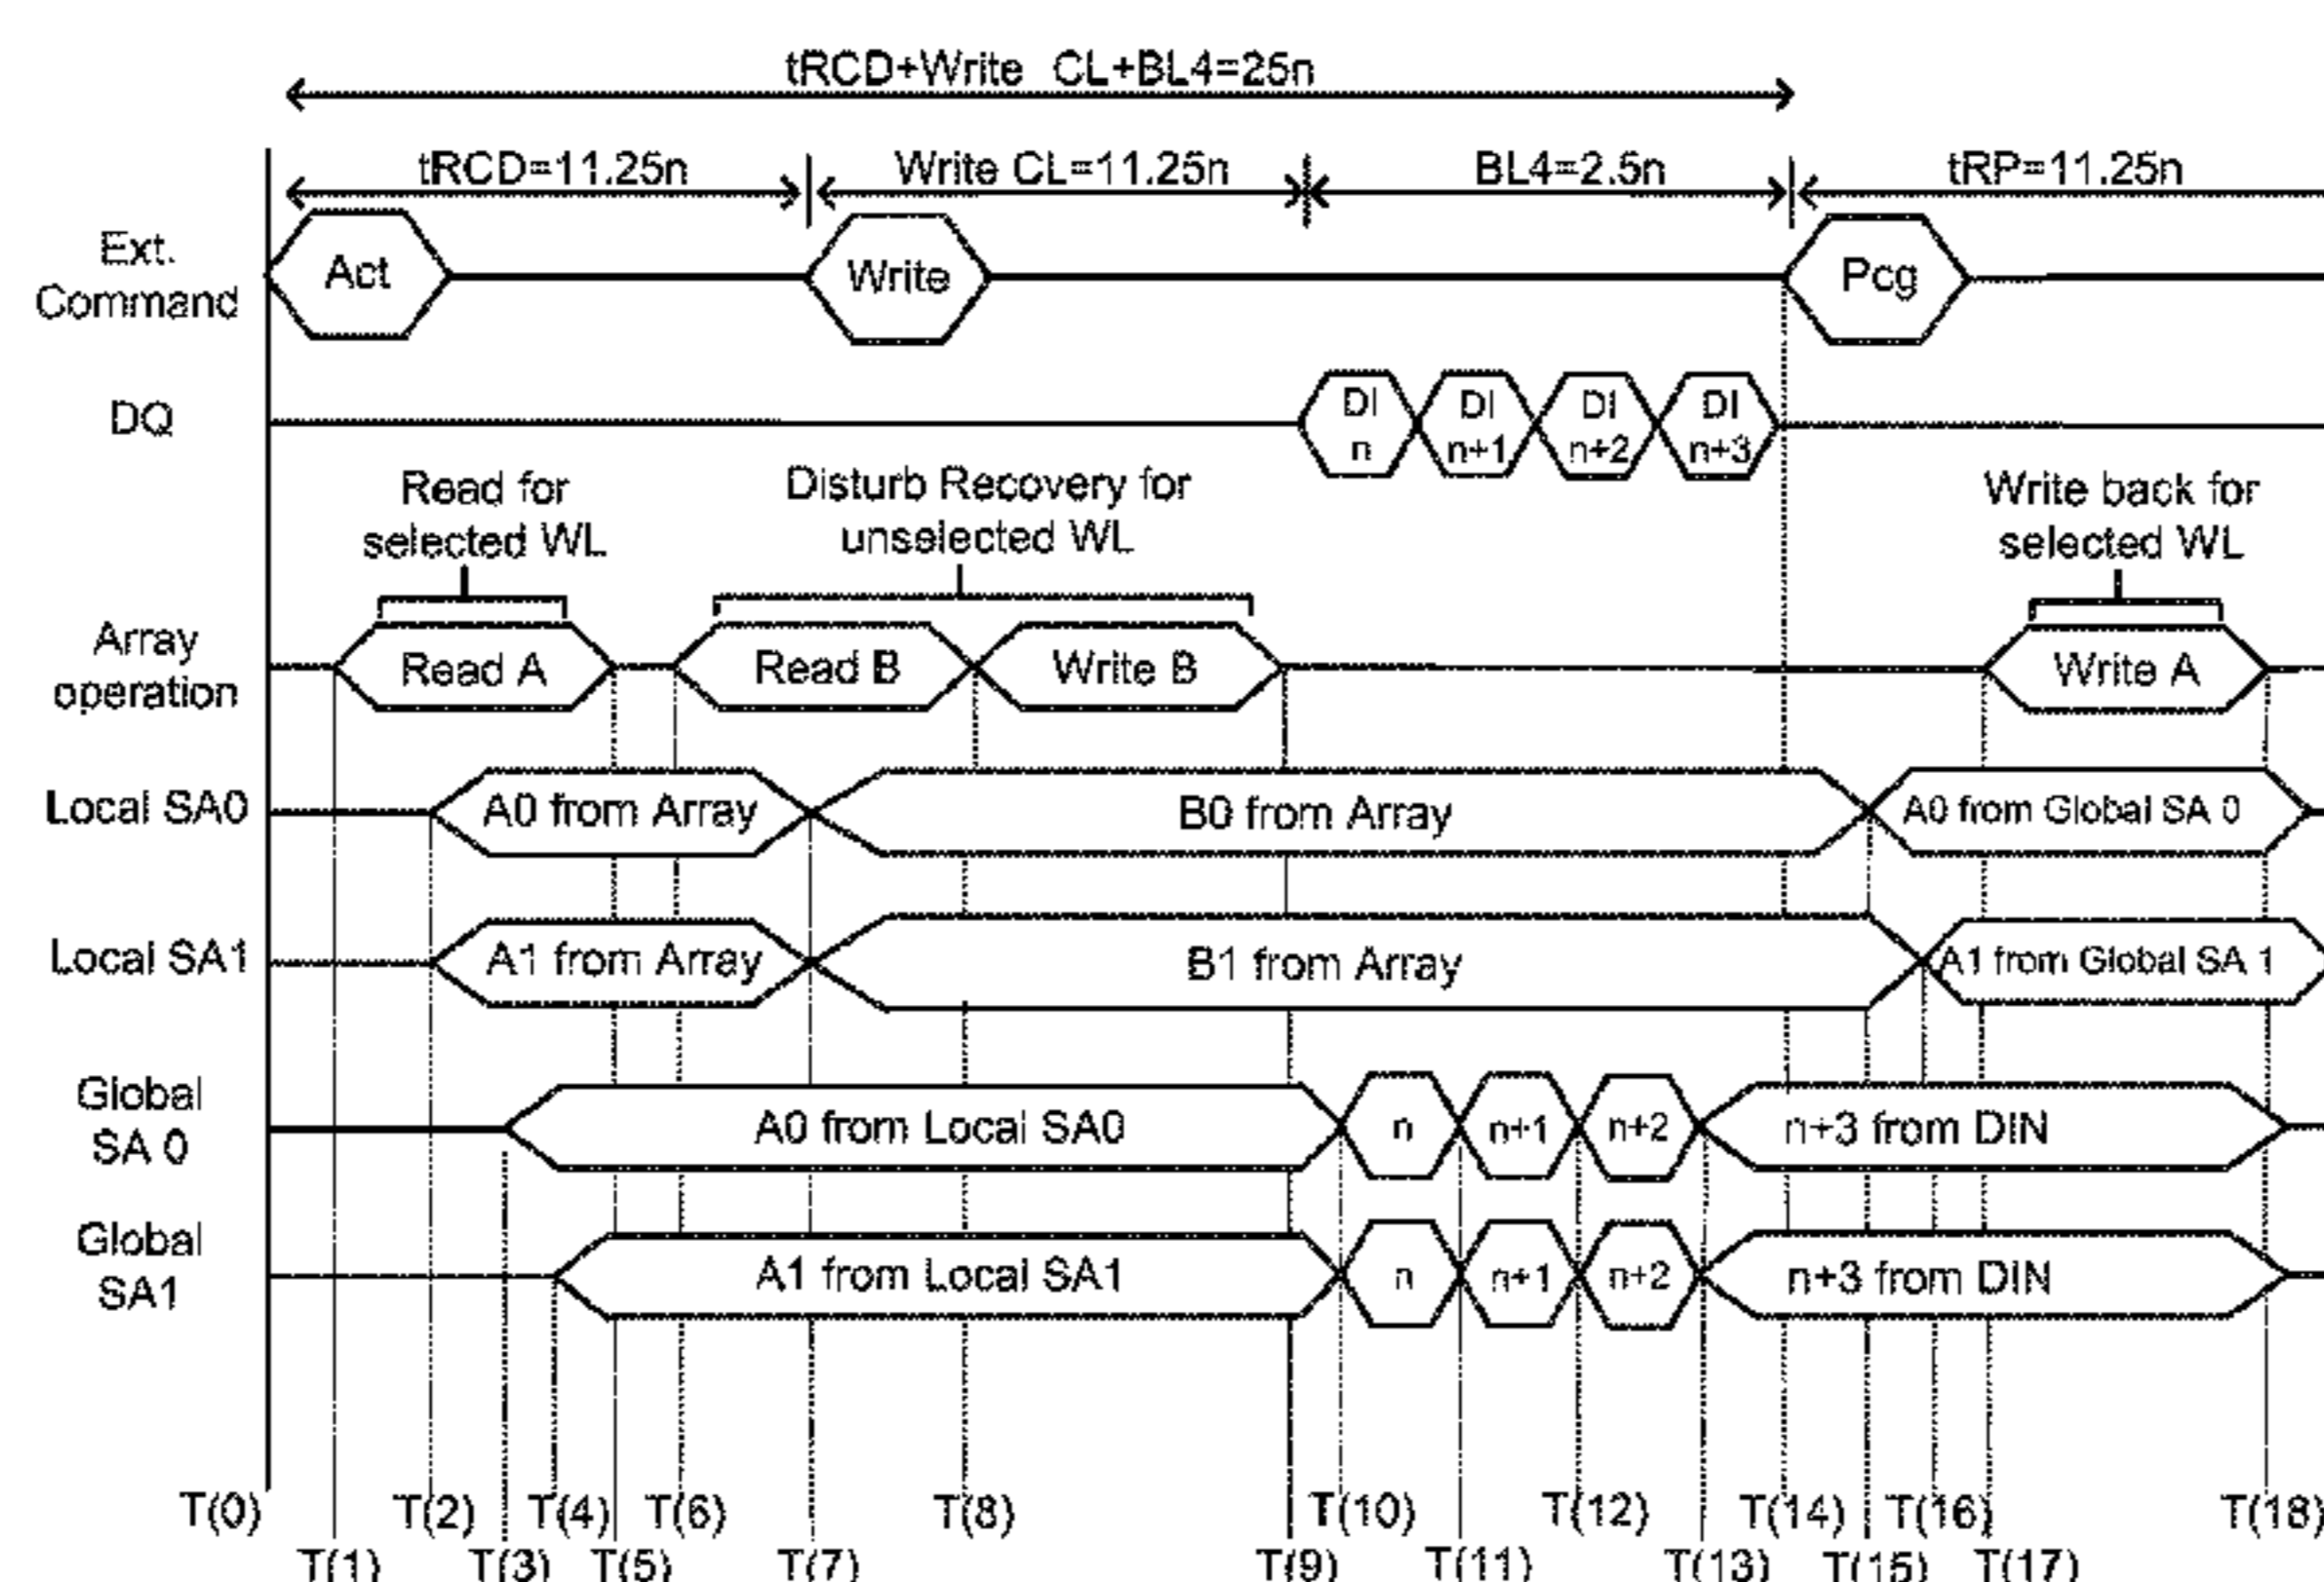 tRCD+Write CL+BL4=25n
tRCD=11.25n
Write CL=11.25n
BL4=2.5n
tRP=11.25n
Ext.
Command
Act
Write
Pcg
DQ
DI
n
DI
n+1
DI
n+2
DI
n+3
Read for
selected WL
Disturb Recovery for
unselected WL
Write back for
selected WL
Array
operation
Read A
Read B
Write B
Write A
Local SA0
A0 from Array
B0 from Array
A0 from Global SA 0
Local SA1
A1 from Array
B1 from Array
A1 from Global SA 1
Global
SA 0
A0 from Local SA0
n
n+1
n+2
n+3 from DIN
Global
SA1
A1 from Local SA1
n
n+1
n+2
n+3 from DIN
T(0)
T(2)
T(4)
T(6)
T(8)
T(10)
T(12)
T(14)
T(16)
T(18)
T(1)
T(3)
T(5)
T(7)
T(9)
T(11)
T(13)
T(15)
T(17)